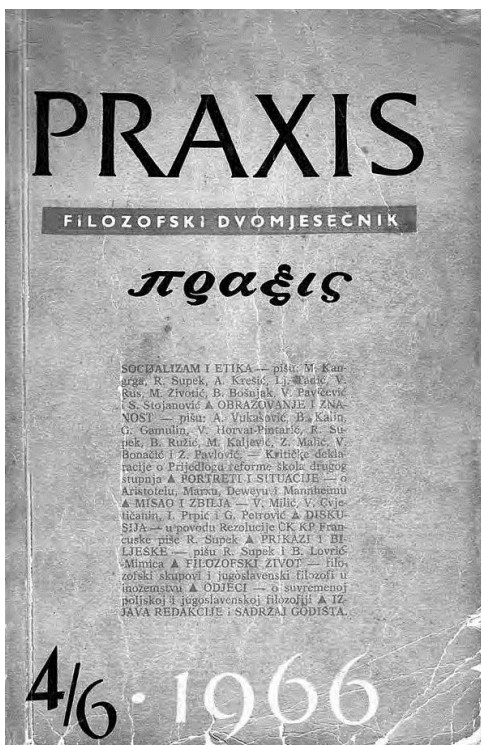 PRAXIS
FILOZOFSKI DVOMJESEČNIK
πραξις
SOCIJALIZAM I ETIKA — pišu: M. Kan-
grga, R. Supek, A. Krešić, Lj. Tadić, V.
Rus, M. Životić, B. Bošnjak, V. Pavićević
i S. Stojanović ▲ OBRAZOVANJE I ZNA-
NOST — pišu: A. Vukasović, B. Kalin,
G. Gamulin, V. Horvat-Pintarić, R. Su-
pek, B. Ružić, M. Kaljević, Z. Malić, V.
Bonačić i Z. Pavlović, — Kritičke dekla-
racije o Prijedlogu reforme škola drugog
stupnja ▲ PORTRETI I SITUACIJE — o
Aristotelu, Marxu, Deweyu i Mannheimu
▲ MISAO I ZBILJA — V. Milić, V. Cvje-
tičanin, I. Prpić i G. Petrović ▲ DISKU-
SIJA — u povodu Rezolucije CK KP Fran-
cuske piše R. Supek ▲ PRIKAZI I BI-
LJEŠKE — pišu R. Supek i B. Lovrić-
-Mimica ▲ FILOZOFSKI ŽIVOT — filo-
zofski skupovi i jugoslavenski filozofi u
inozemstvu ▲ ODJECI — o suvremenoj
poljskoj i jugoslavenskoj filozofiji ▲ IZ-
JAVA REDAKCIJE i SADRŽAJ GODIŠTA.
4/6 · 1966